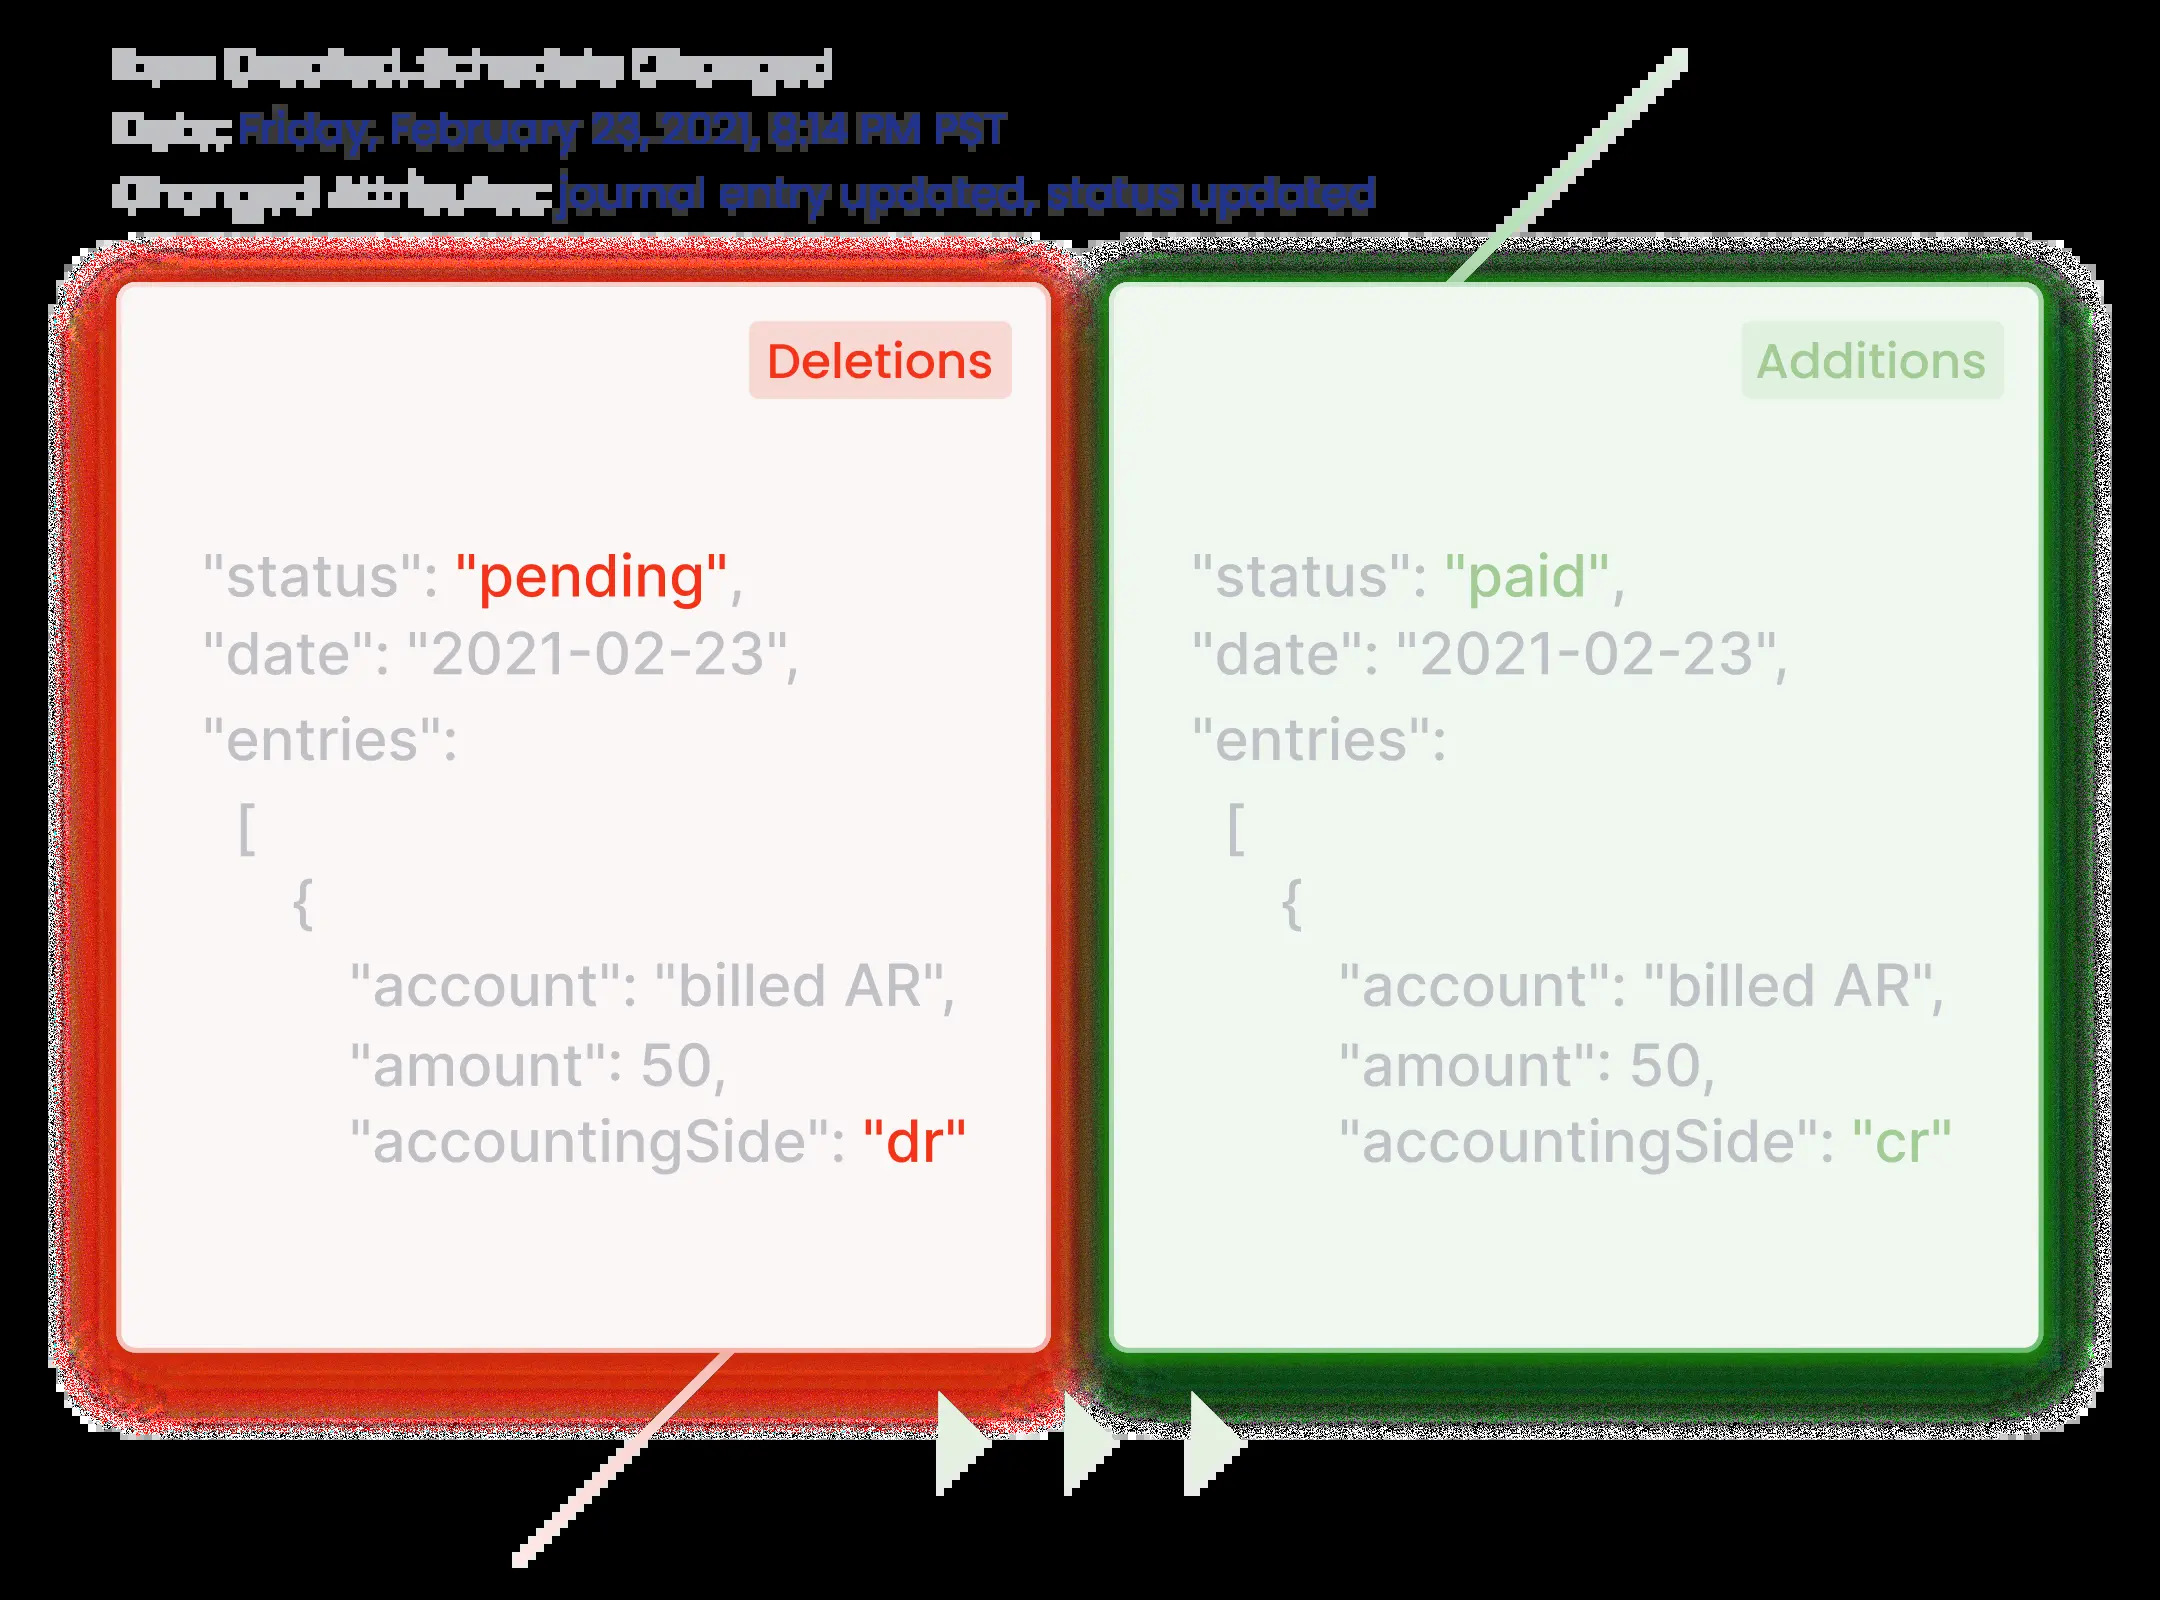 Date: Friday, February 23, 2021, 8:14 PM PST
Changed Attributes: journal entry updated, status updated
Deletions
"status": "pending",
"date": "2021-02-23",
"entries":
[
{
"account": "billed AR",
"amount": 50,
"accountingSide": "dr"
Additions
"status": "paid",
"date": "2021-02-23",
"entries":
[
{
"account": "billed AR",
"amount": 50,
"accountingSide": "cr"